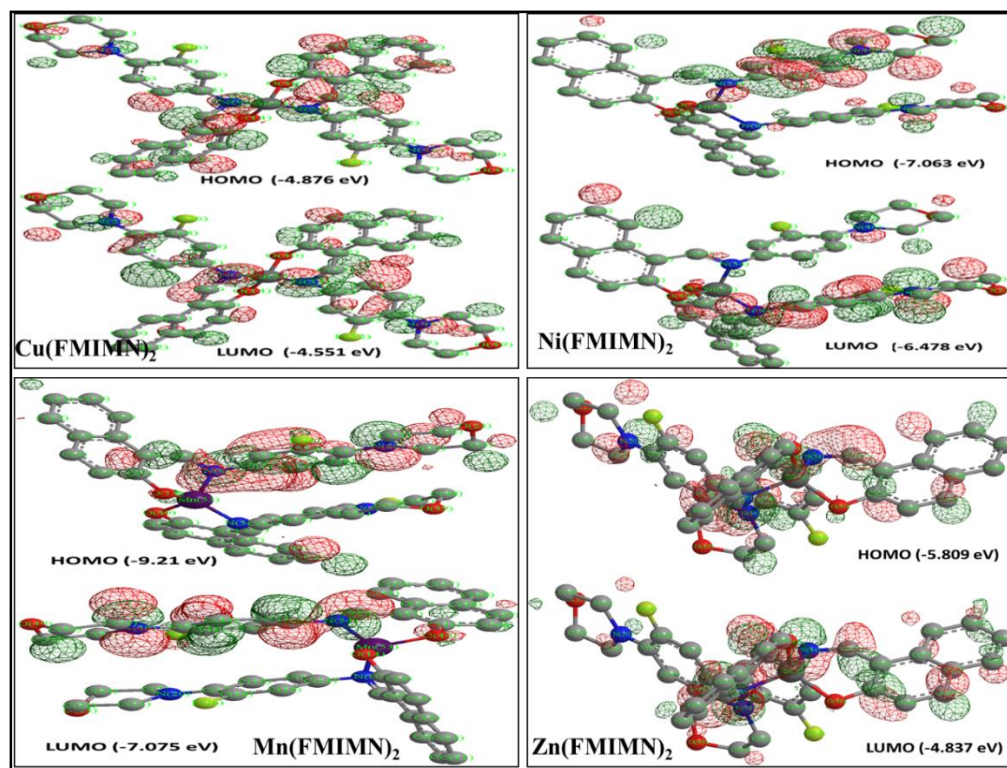 HOMO (-4.876 eV)
LUMO (-4.551 eV)
Cu(FMIMN)₂
HOMO (-7.063 eV)
LUMO (-6.478 eV)
Ni(FMIMN)₂
HOMO (-9.21 eV)
LUMO (-7.075 eV)
Mn(FMIMN)₂
HOMO (-5.809 eV)
LUMO (-4.837 eV)
Zn(FMIMN)₂